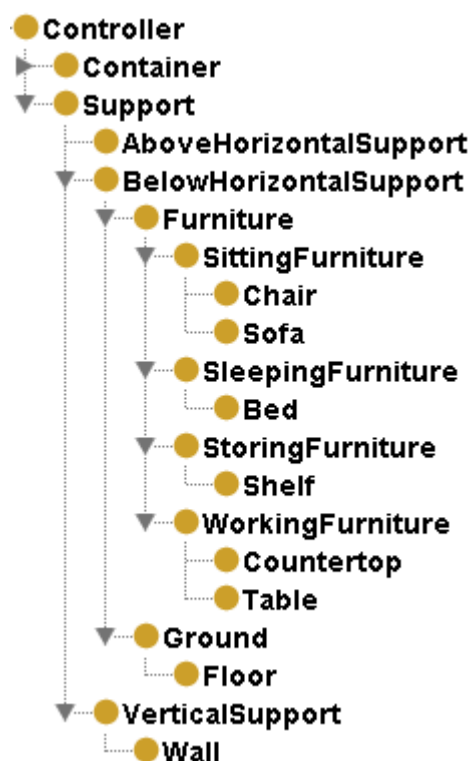 Controller
Container
Support
AboveHorizontalSupport
BelowHorizontalSupport
Furniture
SittingFurniture
Chair
Sofa
SleepingFurniture
Bed
StoringFurniture
Shelf
WorkingFurniture
Countertop
Table
Ground
Floor
VerticalSupport
Wall